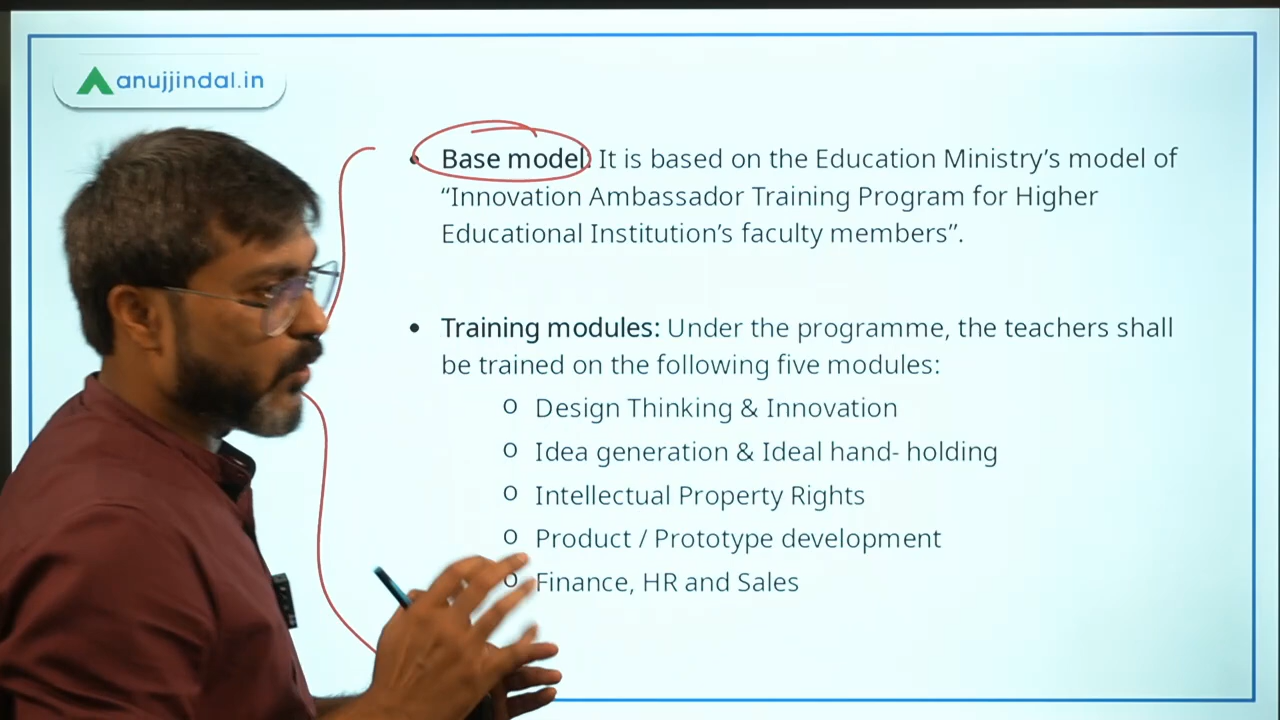 anujjindal.in
• Base model: It is based on the Education Ministry’s model of
“Innovation Ambassador Training Program for Higher
Educational Institution’s faculty members”.
• Training modules: Under the programme, the teachers shall
be trained on the following five modules:
o Design Thinking & Innovation
o Idea generation & Ideal hand- holding
o Intellectual Property Rights
o Product / Prototype development
o Finance, HR and Sales